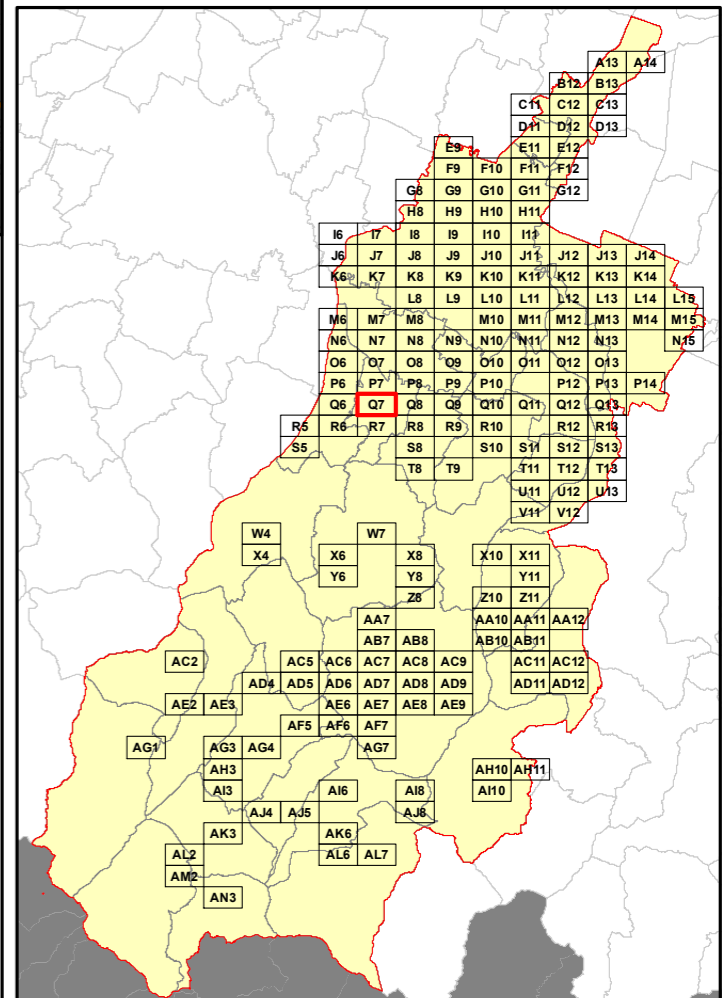 A13 A14
B12 B13
C11 C12 C13
D11 D12 D13
E9 E11 E12
F9 F10 F11 F12
G8 G9 G10 G11 G12
H8 H9 H10 H11
I6 I7 I8 I9 I10 I11
J6 J7 J8 J9 J10 J11 J12 J13 J14
K6 K7 K8 K9 K10 K11 K12 K13 K14
L8 L9 L10 L11 L12 L13 L14 L15
M6 M7 M8 M10 M11 M12 M13 M14 M15
N6 N7 N8 N9 N10 N11 N12 N13 N15
O6 O7 O8 O9 O10 O11 O12 O13
P6 P7 P8 P9 P10 P12 P13 P14
Q6 Q7 Q8 Q9 Q10 Q11 Q12 Q13
R5 R6 R7 R8 R9 R10 R12 R13
S5 S8 S10 S11 S12 S13
T8 T9 T11 T12 T13
U11 U12 U13
V11 V12
W4 W7
X4 X6 X8 X10 X11
Y6 Y8 Y11
Z8 Z10 Z11
AA7 AA10 AA11 AA12
AB7 AB8 AB10 AB11
AC2 AC5 AC6 AC7 AC8 AC9 AC11 AC12
AD4 AD5 AD6 AD7 AD8 AD9 AD11 AD12
AE2 AE3 AE6 AE7 AE8 AE9
AF5 AF6 AF7
AG1 AG3 AG4 AG7
AH3 AH10 AH11
AI3 AI6 AI8 AI10
AJ4 AJ5 AJ8
AK3 AK6
AL2 AL6 AL7
AM2
AN3